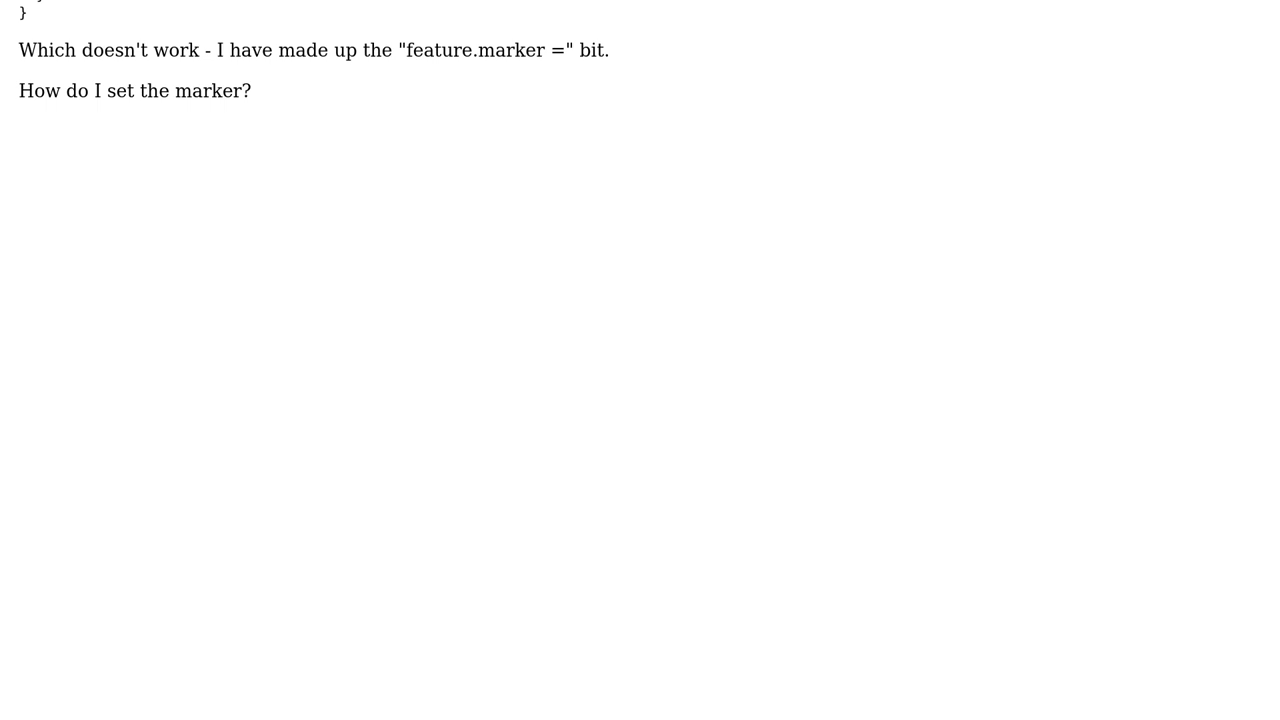 }
Which doesn't work - I have made up the "feature.marker =" bit.
How do I set the marker?